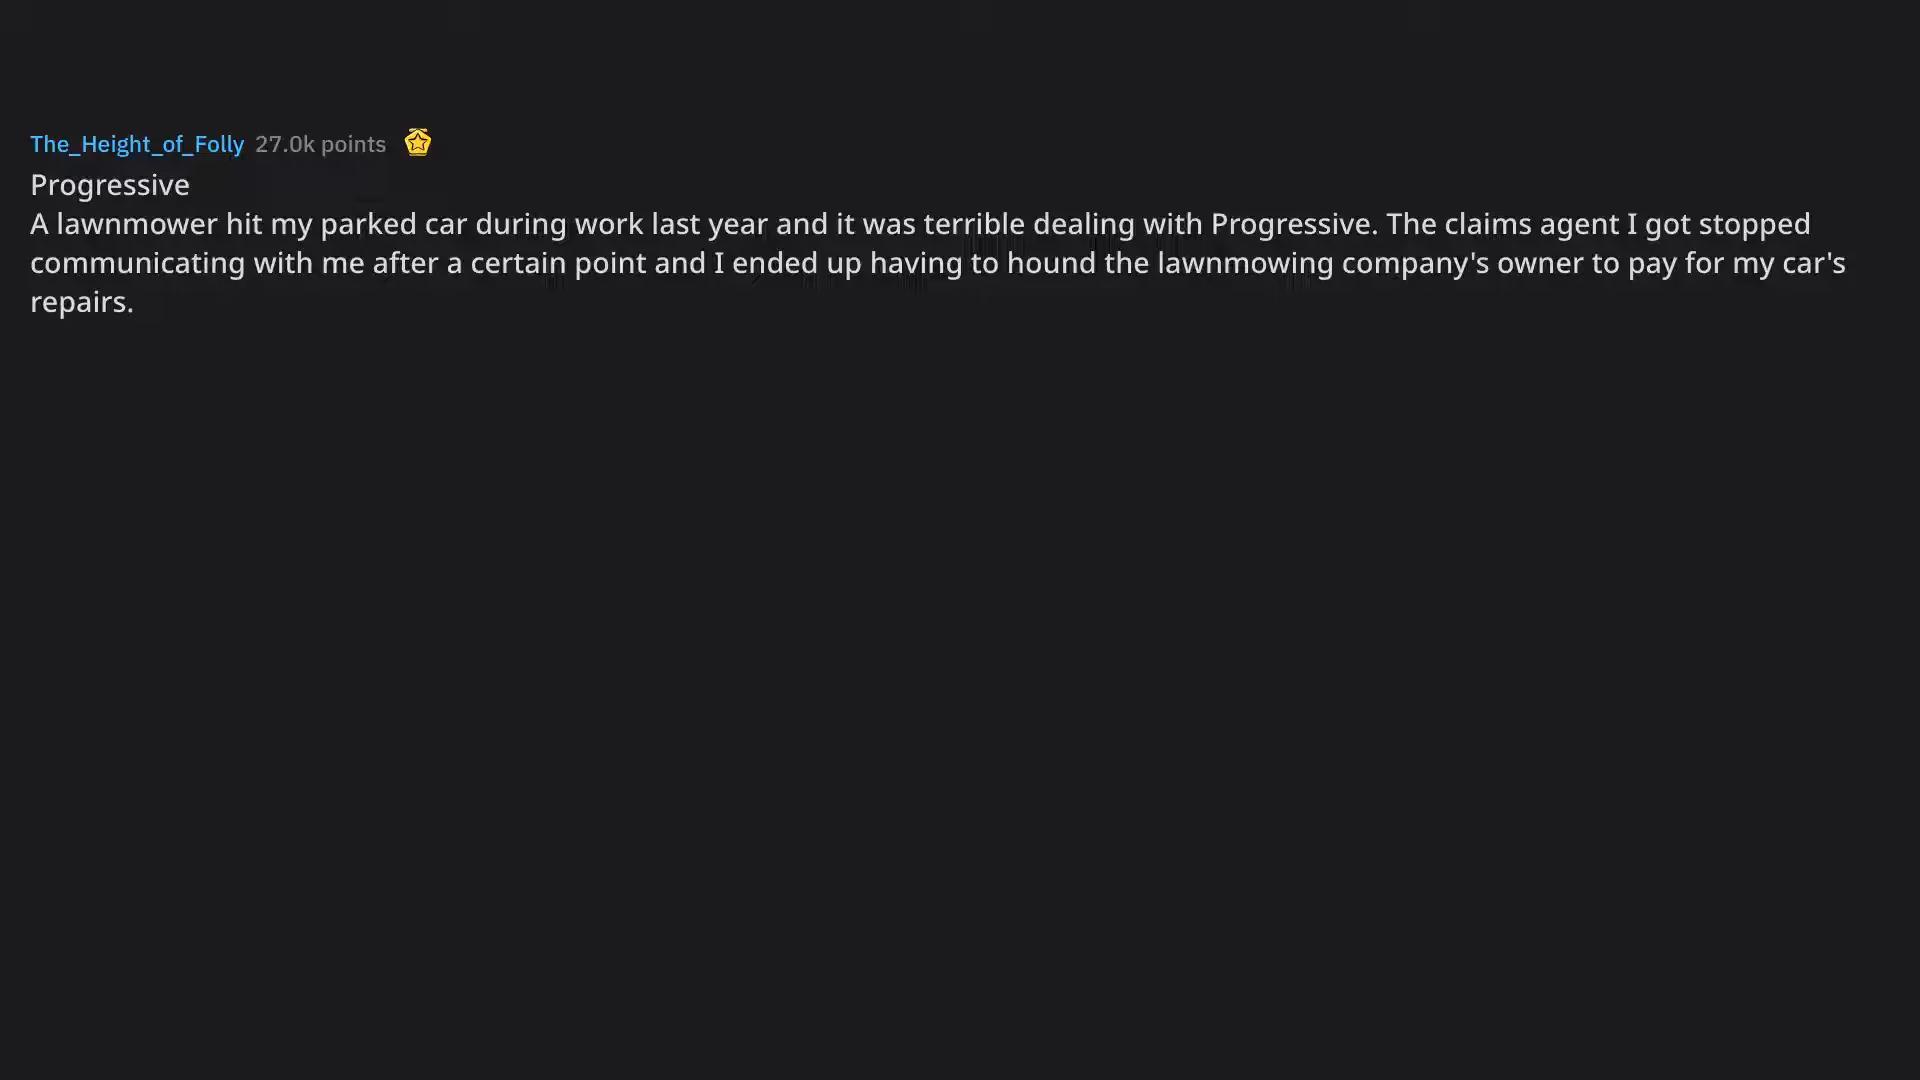 The_Height_of_Folly 27.0k points
Progressive
A lawnmower hit my parked car during work last year and it was terrible dealing with Progressive. The claims agent I got stopped
communicating with me after a certain point and I ended up having to hound the lawnmowing company's owner to pay for my car's
repairs.